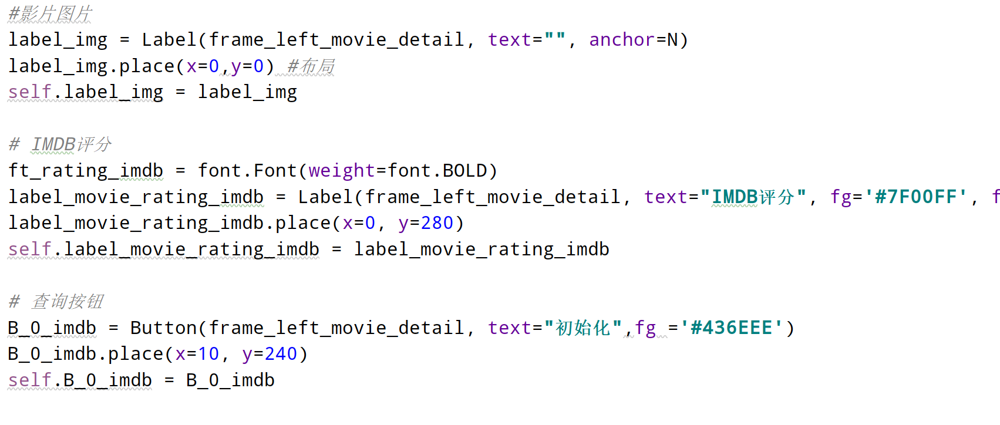 #影片图片
label_img = Label(frame_left_movie_detail, text="", anchor=N)
label_img.place(x=0,y=0) #布局
self.label_img = label_img
# IMDB评分
ft_rating_imdb = font.Font(weight=font.BOLD)
label_movie_rating_imdb = Label(frame_left_movie_detail, text="IMDB评分", fg='#7F00FF', f
label_movie_rating_imdb.place(x=0, y=280)
self.label_movie_rating_imdb = label_movie_rating_imdb
# 查询按钮
B_0_imdb = Button(frame_left_movie_detail, text="初始化",fg ='#436EEE')
B_0_imdb.place(x=10, y=240)
self.B_0_imdb = B_0_imdb